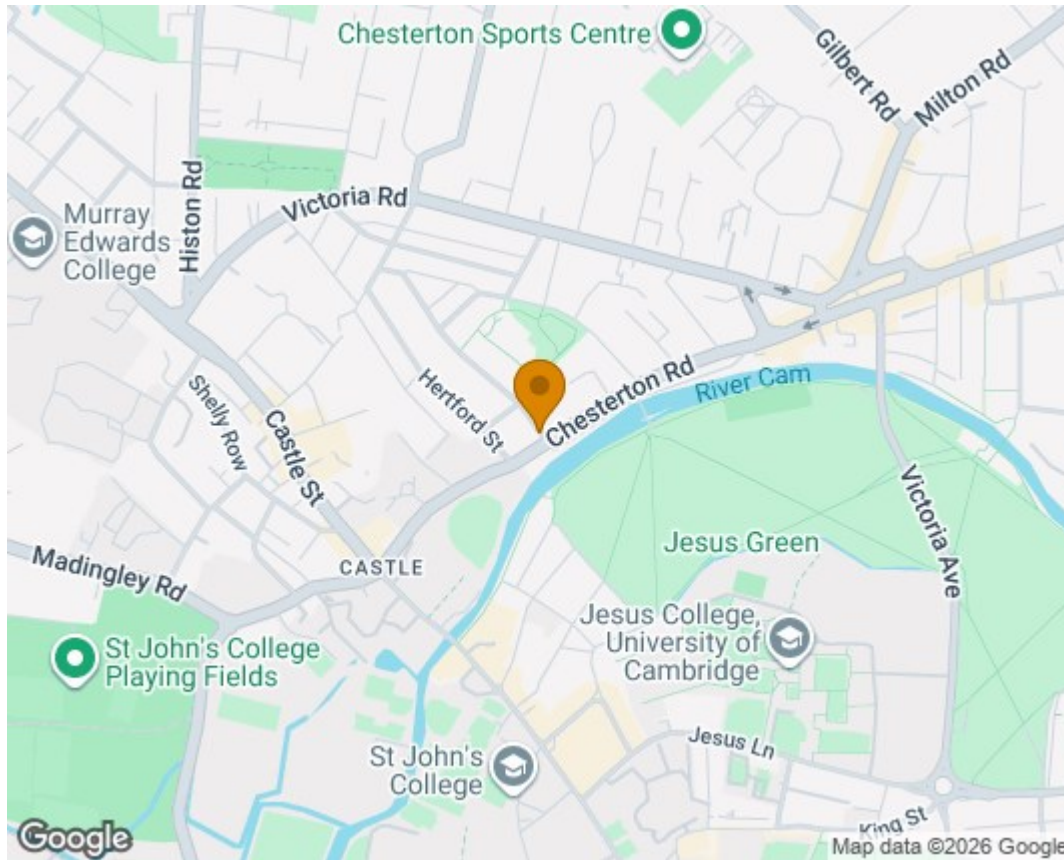 Chesterton Sports Centre
Gilbert Rd
Milton Rd
Histon Rd
Victoria Rd
Murray
Edwards
College
Shelly Row
Castle St
Hertford St
Chesterton Rd
River Cam
Victoria Ave
Jesus Green
CASTLE
Madingley Rd
Jesus College,
University of
Cambridge
St John's College
Playing Fields
St John's
College
Jesus Ln
King St
Google
Map data ©2026 Google